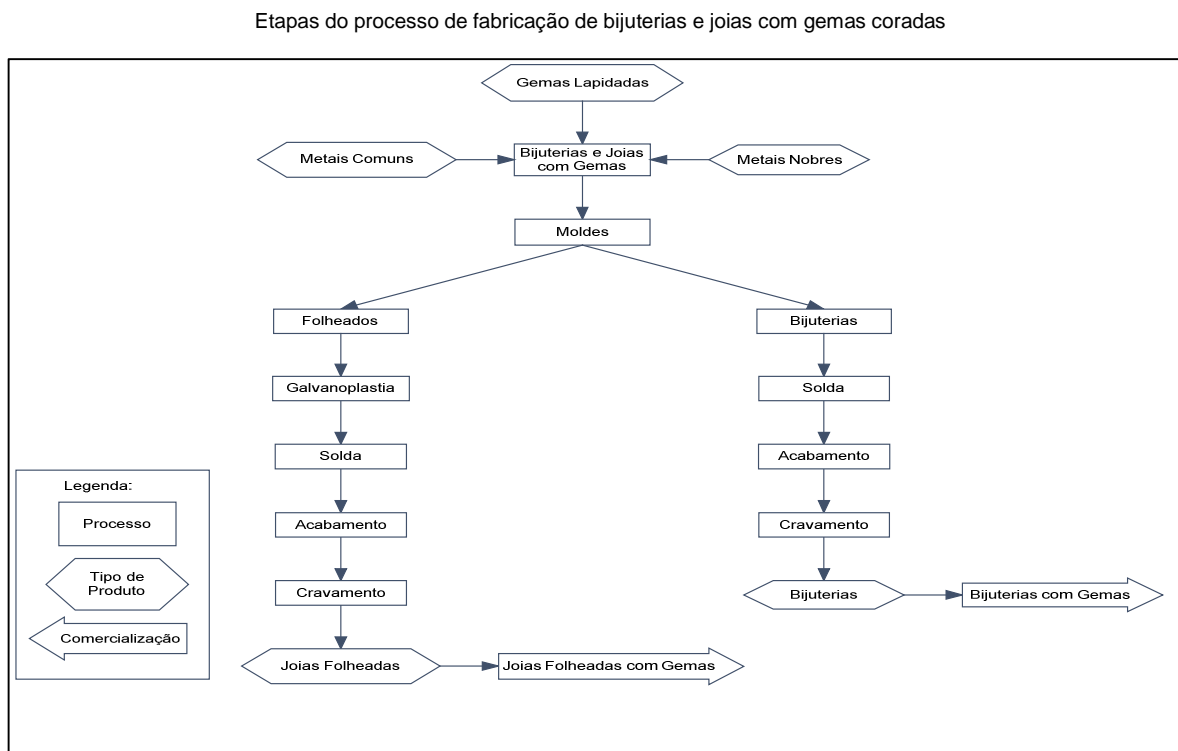 Etapas do processo de fabricação de bijuterias e joias com gemas coradas
Gemas Lapidadas
Metais Comuns
Bijuterias e Joias
com Gemas
Metais Nobres
Moldes
Folheados
Bijuterias
Galvanoplastia
Solda
Solda
Acabamento
Legenda:
Processo
Acabamento
Cravamento
Tipo de
Produto
Cravamento
Bijuterias
Bijuterias com Gemas
Comercialização
Joias Folheadas
Joias Folheadas com Gemas